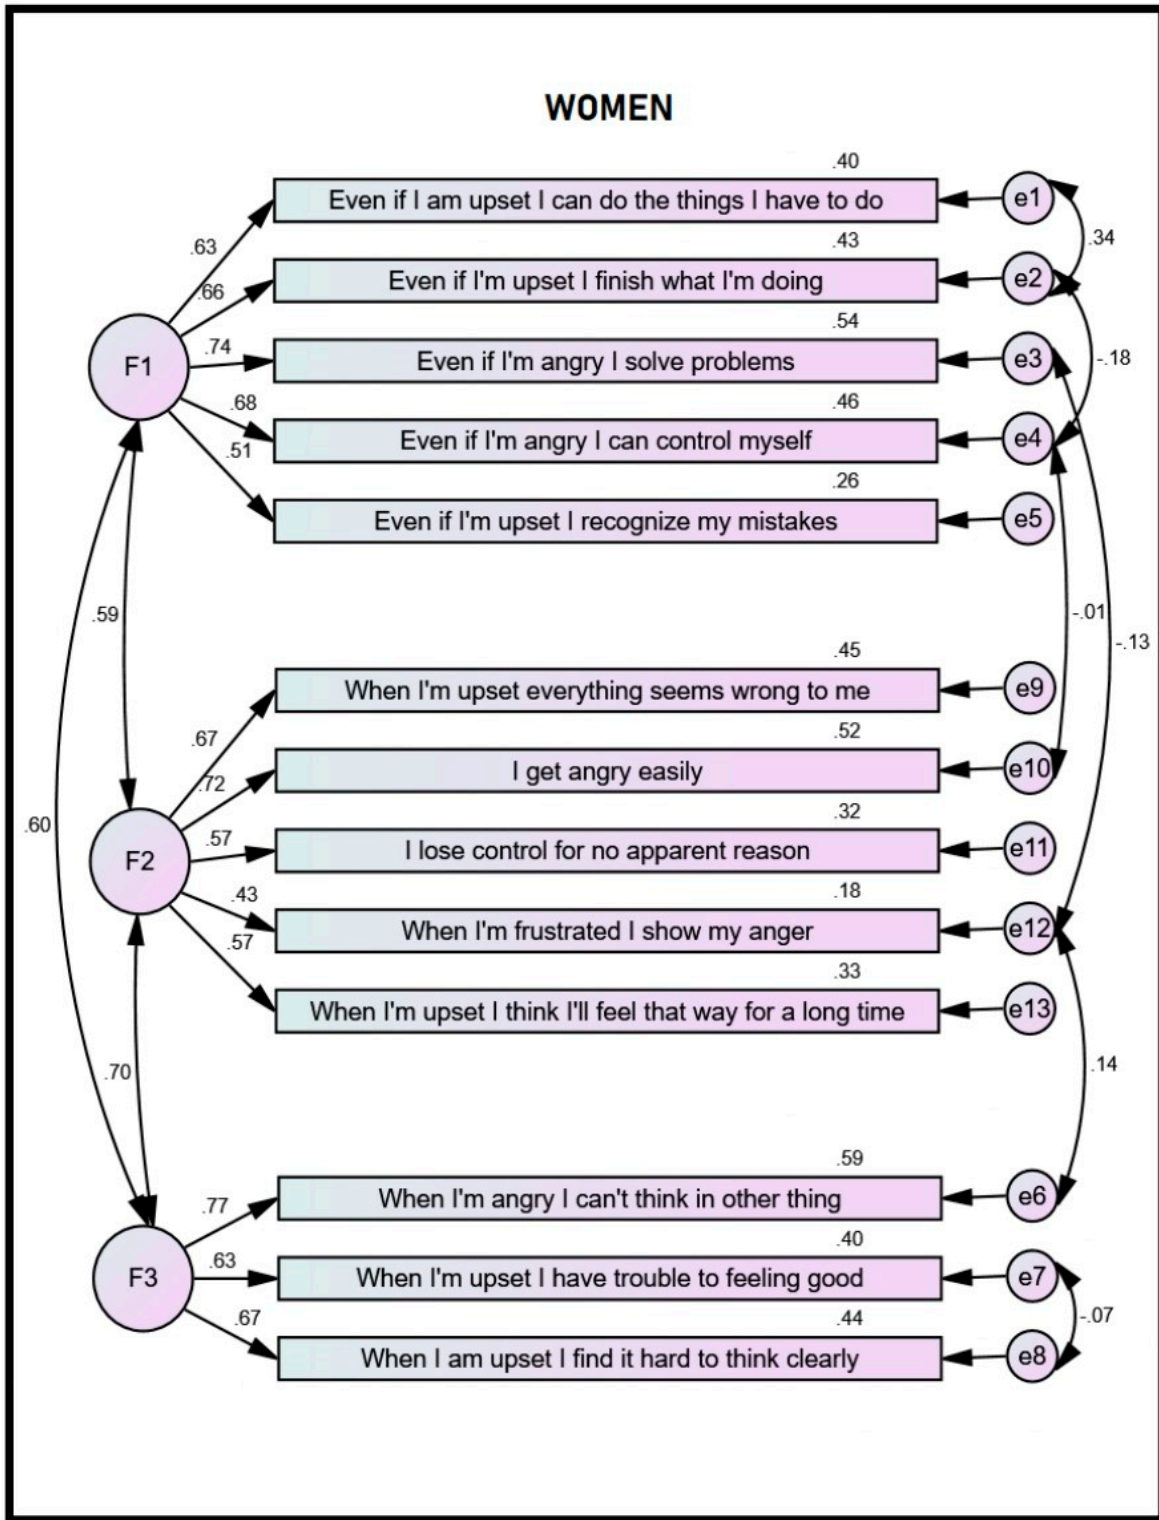 WOMEN
.40
Even if I am upset I can do the things I have to do
e1
.63
.34
.43
Even if I'm upset I finish what I'm doing
e2
.66
.54
F1
.74
Even if I'm angry I solve problems
e3
-.18
.46
.68
Even if I'm angry I can control myself
e4
.51
.26
Even if I'm upset I recognize my mistakes
e5
.59
-.01
-.13
.45
When I'm upset everything seems wrong to me
e9
.67
.52
I get angry easily
e10
.72
.32
.60
F2
.57
I lose control for no apparent reason
e11
.18
.43
When I'm frustrated I show my anger
e12
.57
.33
When I'm upset I think I'll feel that way for a long time
e13
.70
.14
.59
When I'm angry I can't think in other thing
e6
.77
.40
F3
.63
When I'm upset I have trouble to feeling good
e7
.67
.44
-.07
When I am upset I find it hard to think clearly
e8